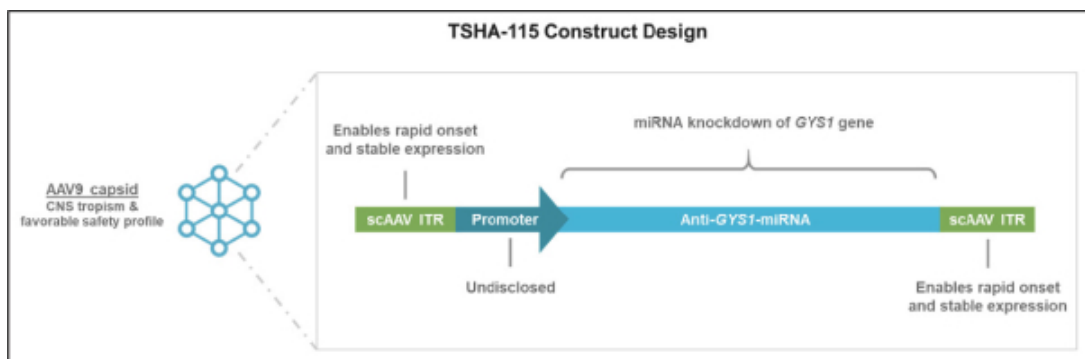 TSHA-115 Construct Design
Enables rapid onset
and stable expression
miRNA knockdown of GYS1 gene
AAV9 capsid
CNS tropism &
favorable safety profile
scAAV ITR
Promoter
Anti-GYS1-miRNA
scAAV ITR
Undisclosed
Enables rapid onset
and stable expression